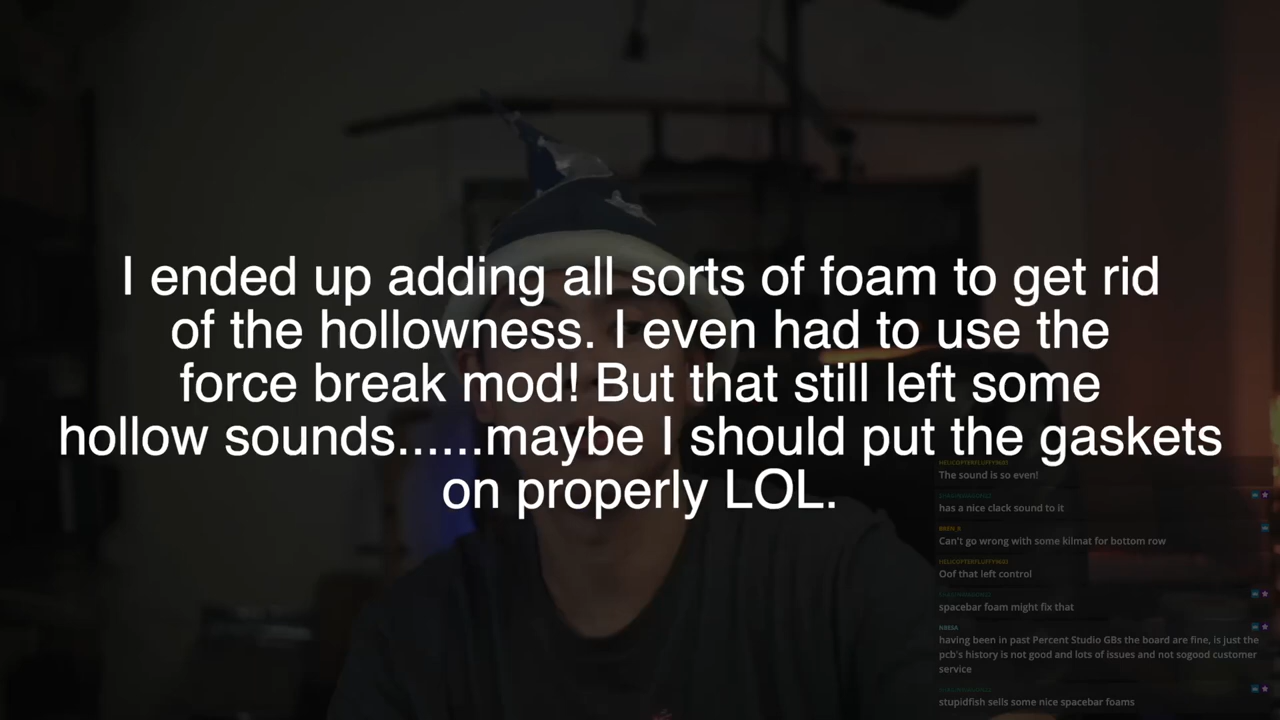 I ended up adding all sorts of foam to get rid
of the hollowness. I even had to use the
force break mod! But that still left some
hollow sounds......maybe I should put the gaskets
on properly LOL.
The sound is so even!
has a nice clack sound to it
Can't go wrong with some kilmat for bottom row
Oof that left control
spacebar foam might fix that
having been in past Percent Studio GBs the board are fine, is just the
pcb's history is not good and lots of issues and not sogood customer
service
stupidfish sells some nice spacebar foams